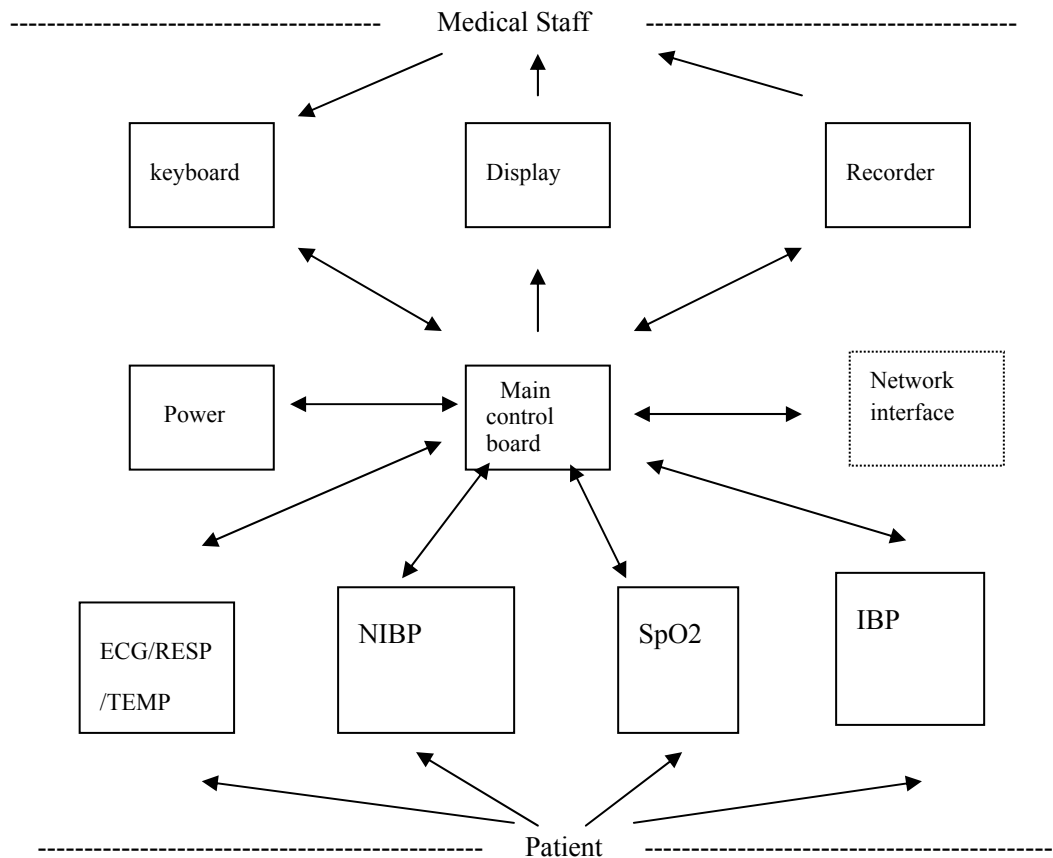 Medical Staff
keyboard
Display
Recorder
Power
Main
control
board
Network
interface
ECG/RESP
/TEMP
NIBP
SpO2
IBP
Patient